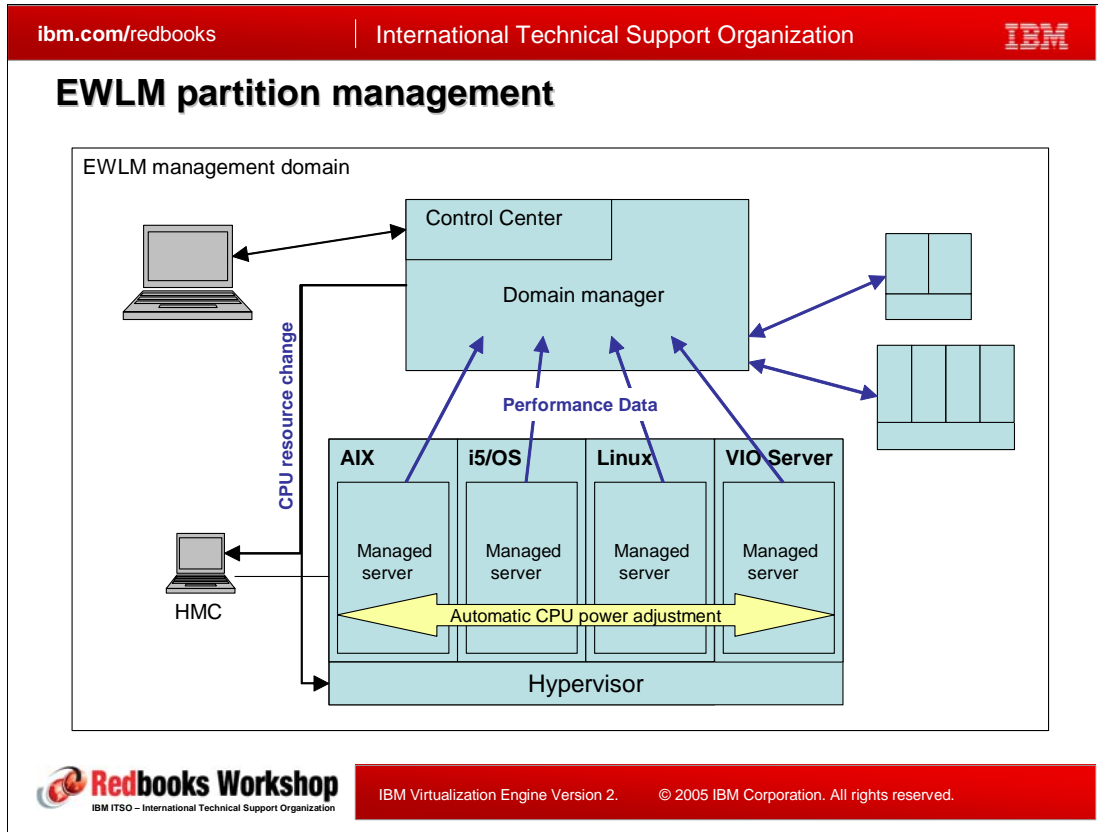 ibm.com/redbooks
International Technical Support Organization
IBM
EWLM partition management
EWLM management domain
Control Center
Domain manager
CPU resource change
Performance Data
AIX
i5/OS
Linux
VIO Server
Managed
server
Managed
server
Managed
server
Managed
server
HMC
Automatic CPU power adjustment
Hypervisor
Redbooks Workshop
IBM ITSO – International Technical Support Organization
IBM Virtualization Engine Version 2.
© 2005 IBM Corporation. All rights reserved.